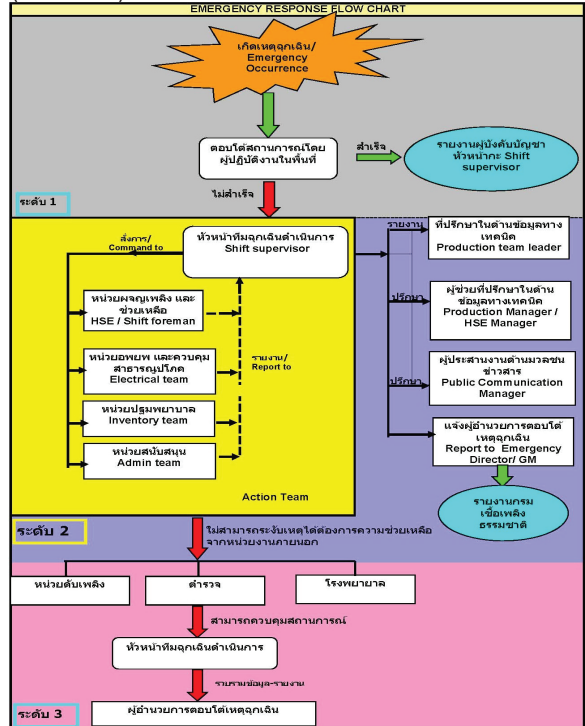 EMERGENCY RESPONSE FLOW CHART
เกิดเหตุฉุกเฉิน/
Emergency
Occurrence
ตอบโต้สถานการณ์โดย
ผู้ปฏิบัติงานในพื้นที่
สำเร็จ
รายงานผู้บังคับบัญชา
หัวหน้ากะ Shift
supervisor
ไม่สำเร็จ
ระดับ 1
สั่งการ/
Command to
หัวหน้าทีมฉุกเฉินดำเนินการ
Shift supervisor
หน่วยผจญเพลิง และ
ช่วยเหลือ
HSE / Shift foreman
หน่วยอพยพ และควบคุม
สาธารณูปโภค
Electrical team
หน่วยปฐมพยาบาล
Inventory team
หน่วยสนับสนุน
Admin team
รายงาน/
Report to
Action Team
รายงาน
ที่ปรึกษาในด้านข้อมูลทาง
เทคนิค
Production team leader
ปรึกษา
ผู้ช่วยที่ปรึกษาในด้าน
ข้อมูลทางเทคนิค
Production Manager /
HSE Manager
ปรึกษา
ผู้ประสานงานด้านมวลชน
ข่าวสาร
Public Communication
Manager
แจ้งผู้อำนวยการตอบโต้
เหตุฉุกเฉิน
Report to Emergency
Director/ GM
รายงานกรม
เชื้อเพลิง
ธรรมชาติ
ระดับ 2
ไม่สามารถระงับเหตุได้ต้องการความช่วยเหลือ
จากหน่วยงานภายนอก
หน่วยดับเพลิง
ตำรวจ
โรงพยายาล
สามารถควบคุมสถานการณ์
หัวหน้าทีมฉุกเฉินดำเนินการ
รวบรวมข้อมูล-รายงาน
ผู้อำนวยการตอบโต้เหตุฉุกเฉิน
ระดับ 3